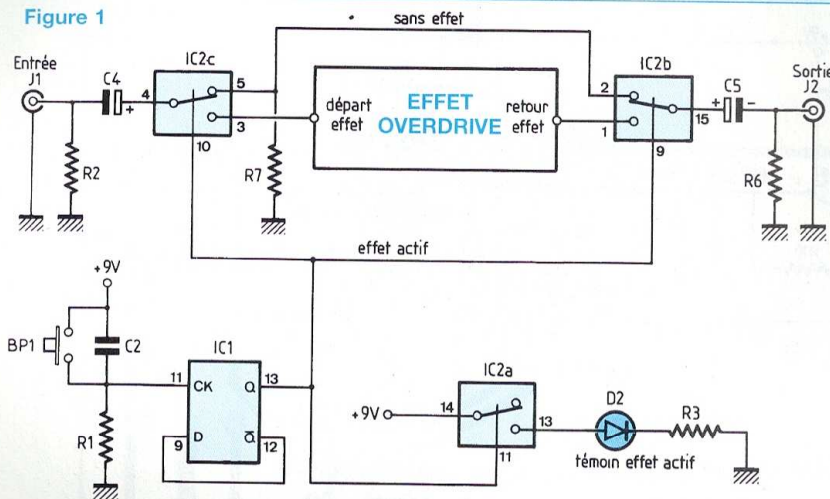 Figure 1
sans effet
Entrée
J1
C4
+
4
IC2c
5
3
10
R2
R7
départ
effet
EFFET
OVERDRIVE
retour
effet
IC2b
2
1
15
9
+
C5
-
Sortie
J2
R6
effet actif
+9V
BP1
C2
R1
IC1
11
CK
Q
13
9
D
Q̅
12
IC2a
+9V
14
13
11
D2
R3
témoin effet actif